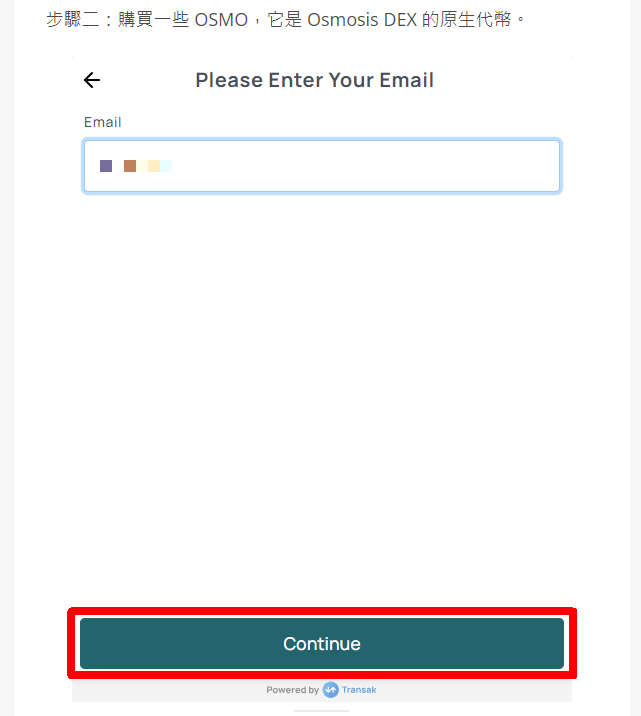 步驟二：購買一些 OSMO，它是 Osmosis DEX 的原生代幣。
Please Enter Your Email
Email
Continue
Powered by Transak